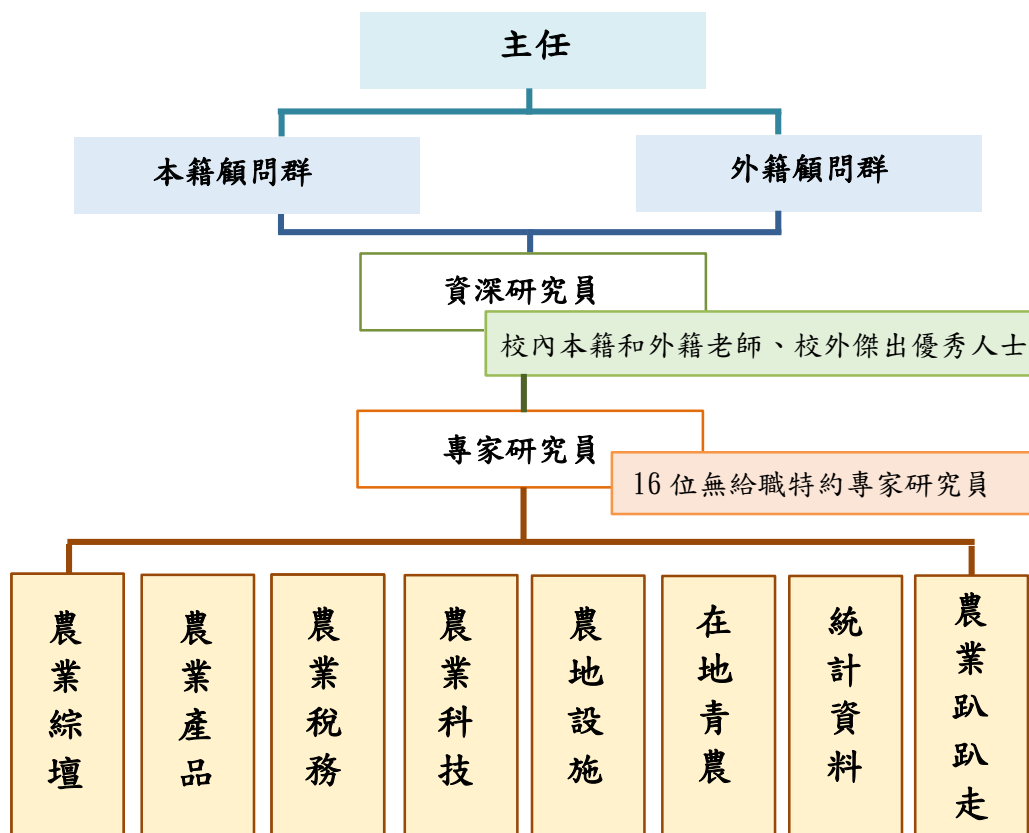 主任
本籍顧問群
外籍顧問群
資深研究員
校內本籍和外籍老師、校外傑出優秀人士
專家研究員
16位無給職特約專家研究員
農業綜壇
農業產品
農業稅務
農業科技
農地設施
在地青農
統計資料
農業趴趴走